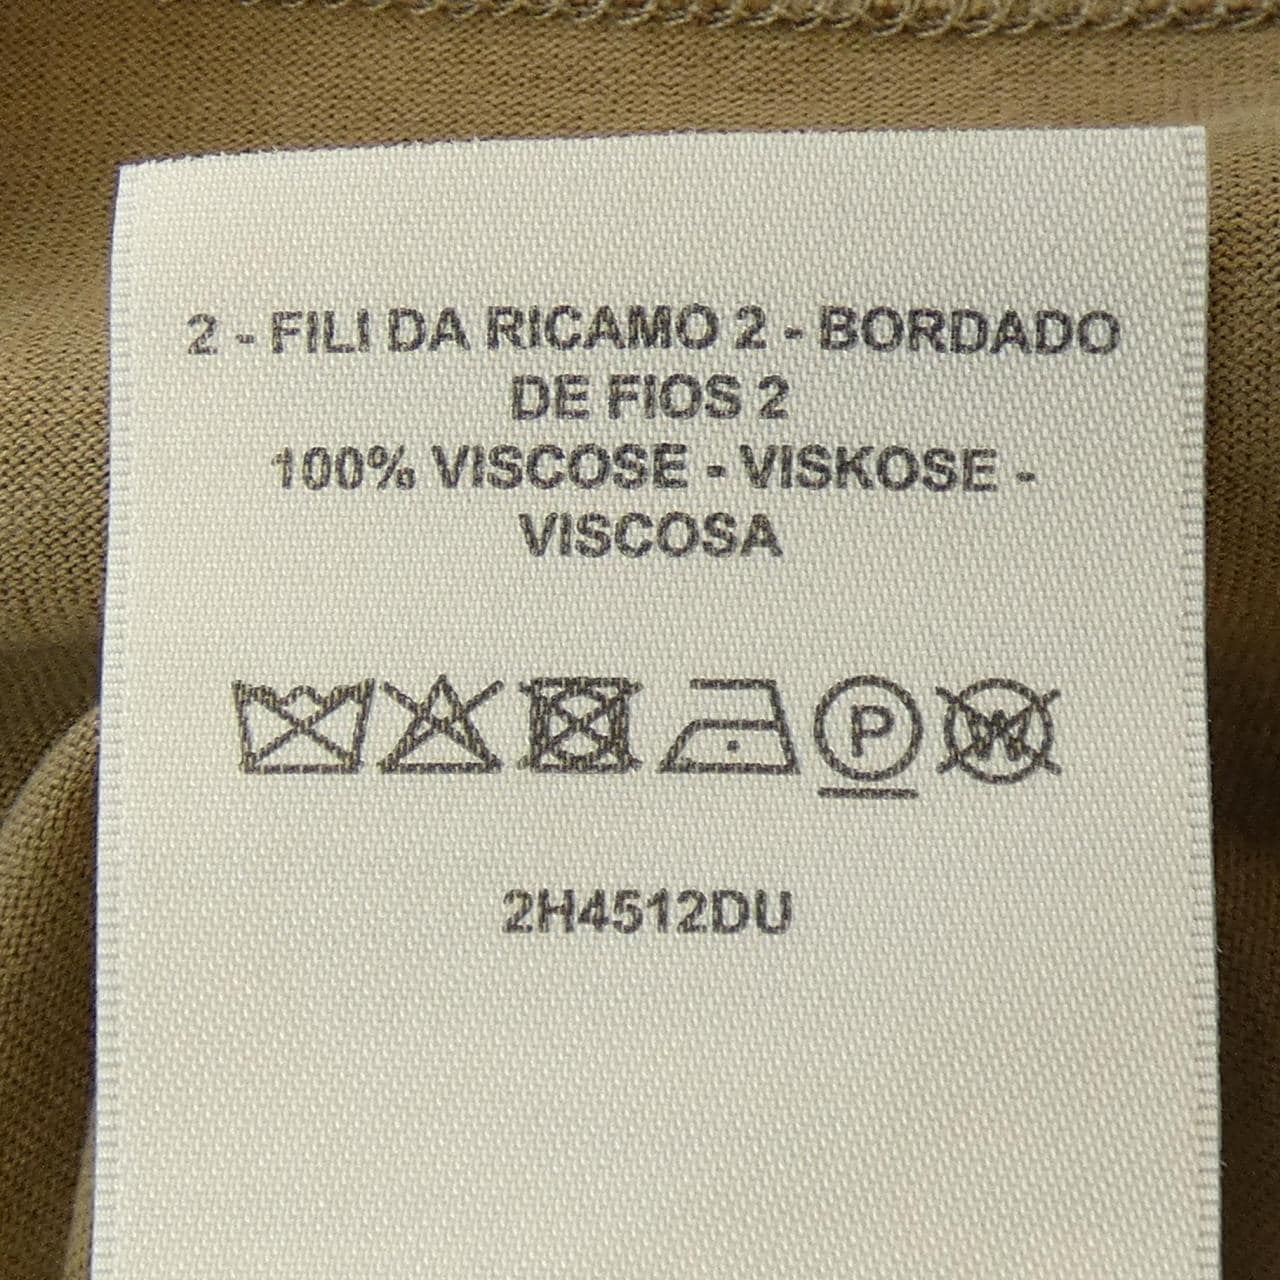 2 - FILI DA RICAMO 2 - BORDADO
DE FIOS 2
100% VISCOSE - VISKOSE -
VISCOSA
P W
2H4512DU